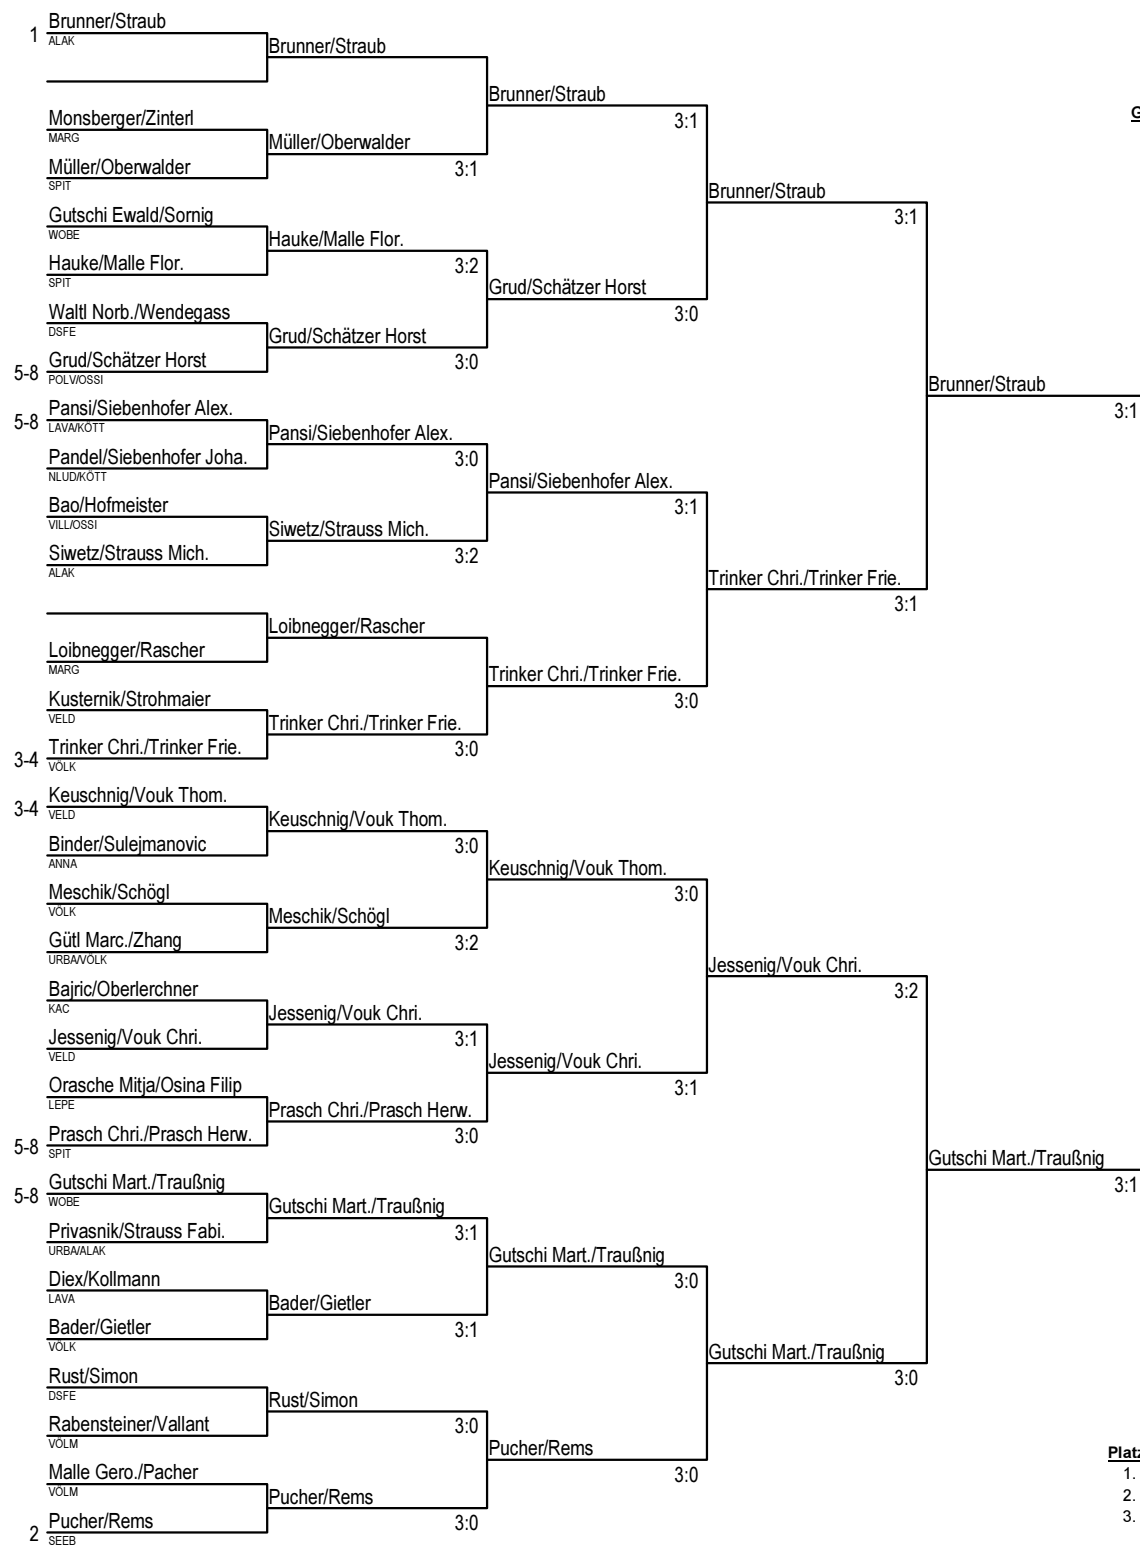 Brunner/Straub
1
ALAK
Brunner/Straub
Brunner/Straub
3:1
G
Monsberger/Zinterl
MARG
Müller/Oberwalder
3:1
Müller/Oberwalder
SPIT
Brunner/Straub
3:1
Gutschi Ewald/Sornig
WOBE
Hauke/Malle Flor.
3:2
Hauke/Malle Flor.
SPIT
Grud/Schätzer Horst
3:0
Waltl Norb./Wendegass
DSFE
Grud/Schätzer Horst
3:0
Grud/Schätzer Horst
5-8
POLV/OSSI
Brunner/Straub
3:1
Pansi/Siebenhofer Alex.
5-8
LAVA/KÖTT
Pansi/Siebenhofer Alex.
3:0
Pandel/Siebenhofer Joha.
NLUD/KÖTT
Pansi/Siebenhofer Alex.
3:1
Bao/Hofmeister
VILL/OSSI
Siwetz/Strauss Mich.
3:2
Siwetz/Strauss Mich.
ALAK
Trinker Chri./Trinker Frie.
3:1
Loibnegger/Rascher
Loibnegger/Rascher
MARG
Trinker Chri./Trinker Frie.
3:0
Kusternik/Strohmaier
VELD
Trinker Chri./Trinker Frie.
3:0
Trinker Chri./Trinker Frie.
3-4
VÖLK
Keuschnig/Vouk Thom.
3-4
VELD
Keuschnig/Vouk Thom.
3:0
Binder/Sulejmanovic
ANNA
Keuschnig/Vouk Thom.
3:0
Meschik/Schögl
VÖLK
Meschik/Schögl
3:2
Gütl Marc./Zhang
URBA/VÖLK
Jessenig/Vouk Chri.
3:2
Bajric/Oberlerchner
KAC
Jessenig/Vouk Chri.
3:1
Jessenig/Vouk Chri.
VELD
Jessenig/Vouk Chri.
3:1
Orasche Mitja/Osina Filip
LEPE
Prasch Chri./Prasch Herw.
3:0
Prasch Chri./Prasch Herw.
5-8
SPIT
Gutschi Mart./Traußnig
3:1
Gutschi Mart./Traußnig
5-8
WOBE
Gutschi Mart./Traußnig
3:1
Privasnik/Strauss Fabi.
URBA/ALAK
Gutschi Mart./Traußnig
3:0
Diex/Kollmann
LAVA
Bader/Gietler
3:1
Bader/Gietler
VÖLK
Gutschi Mart./Traußnig
3:0
Rust/Simon
DSFE
Rust/Simon
3:0
Rabensteiner/Vallant
VÖLM
Pucher/Rems
3:0
Malle Gero./Pacher
VÖLM
Pucher/Rems
3:0
Pucher/Rems
2
SEEB
Platz
1.
2.
3.